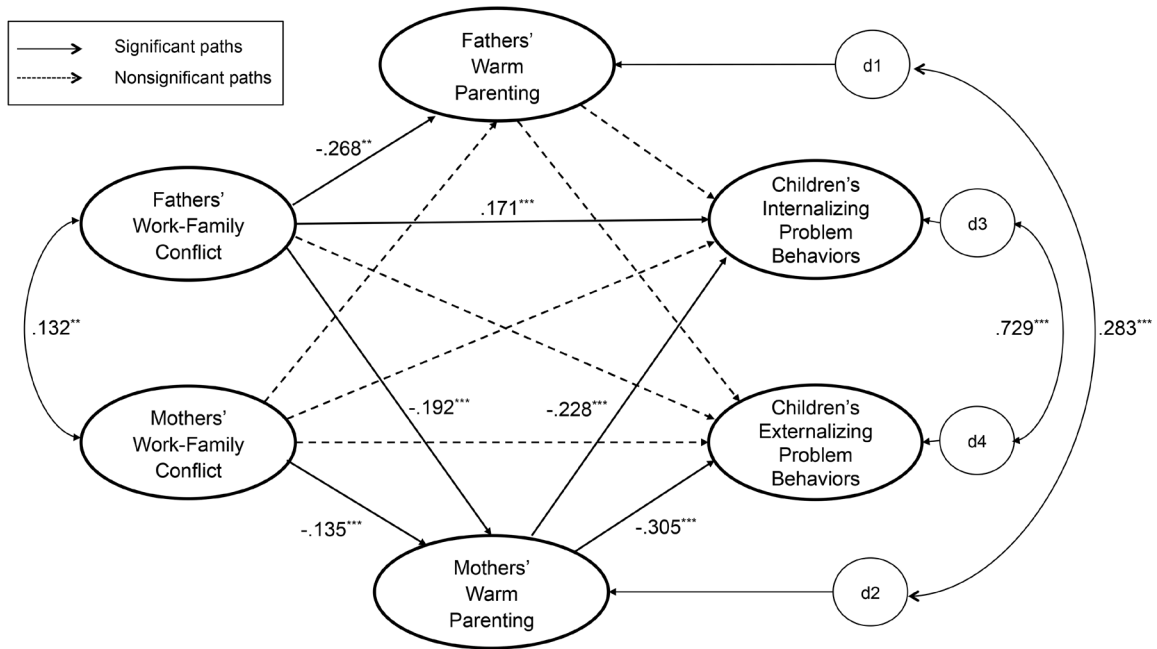 Significant paths
Nonsignificant paths
Fathers’
Warm
Parenting
d1
-.268**
Fathers’
Work-Family
Conflict
.171***
Children’s
Internalizing
Problem
Behaviors
d3
.132**
.729***
.283***
Mothers’
Work-Family
Conflict
-.192***
-.228***
Children’s
Externalizing
Problem
Behaviors
d4
-.135***
-.305***
Mothers’
Warm
Parenting
d2